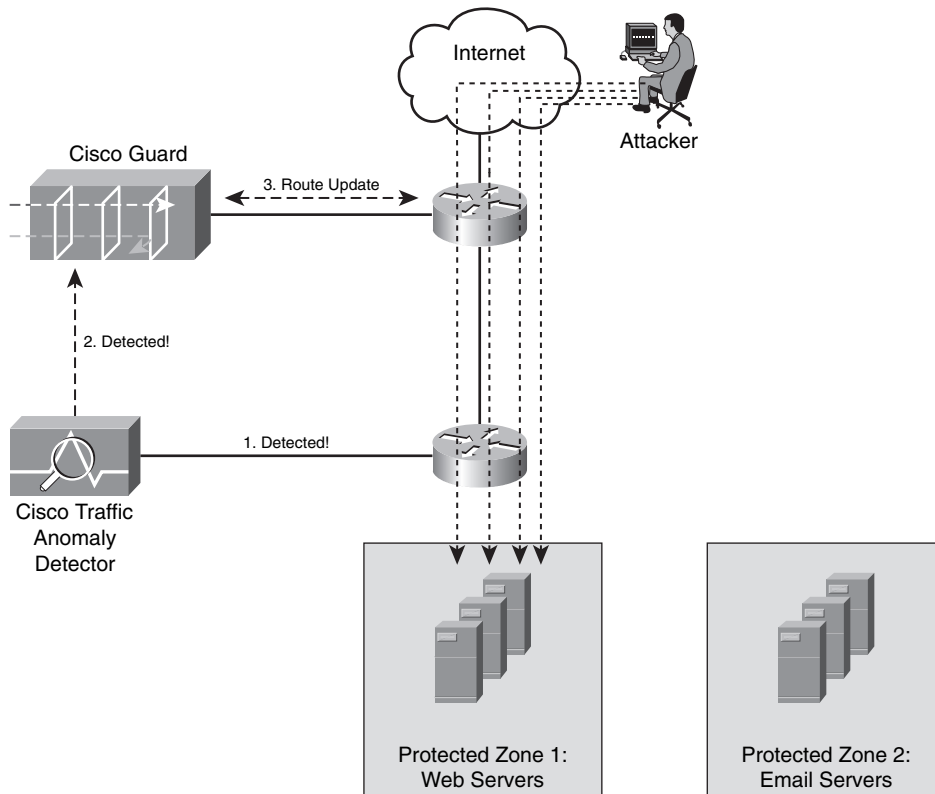 Internet
Attacker
Cisco Guard
3. Route Update
2. Detected!
1. Detected!
Cisco Traffic
Anomaly
Detector
Protected Zone 1:
Web Servers
Protected Zone 2:
Email Servers